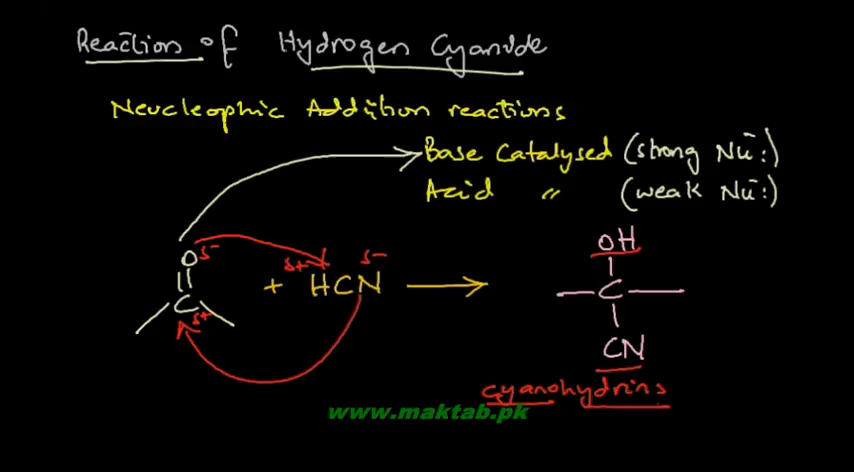 Reaction of Hydrogen Cyanide
Neucleophic Addition reactions
Base Catalysed (strong Nu⁻:)
Acid 〃 (weak Nu⁻:)
O δ-
C δ+
+ δ+ HCN δ-
OH
C
CN
cyanohydrins
www.maktab.pk